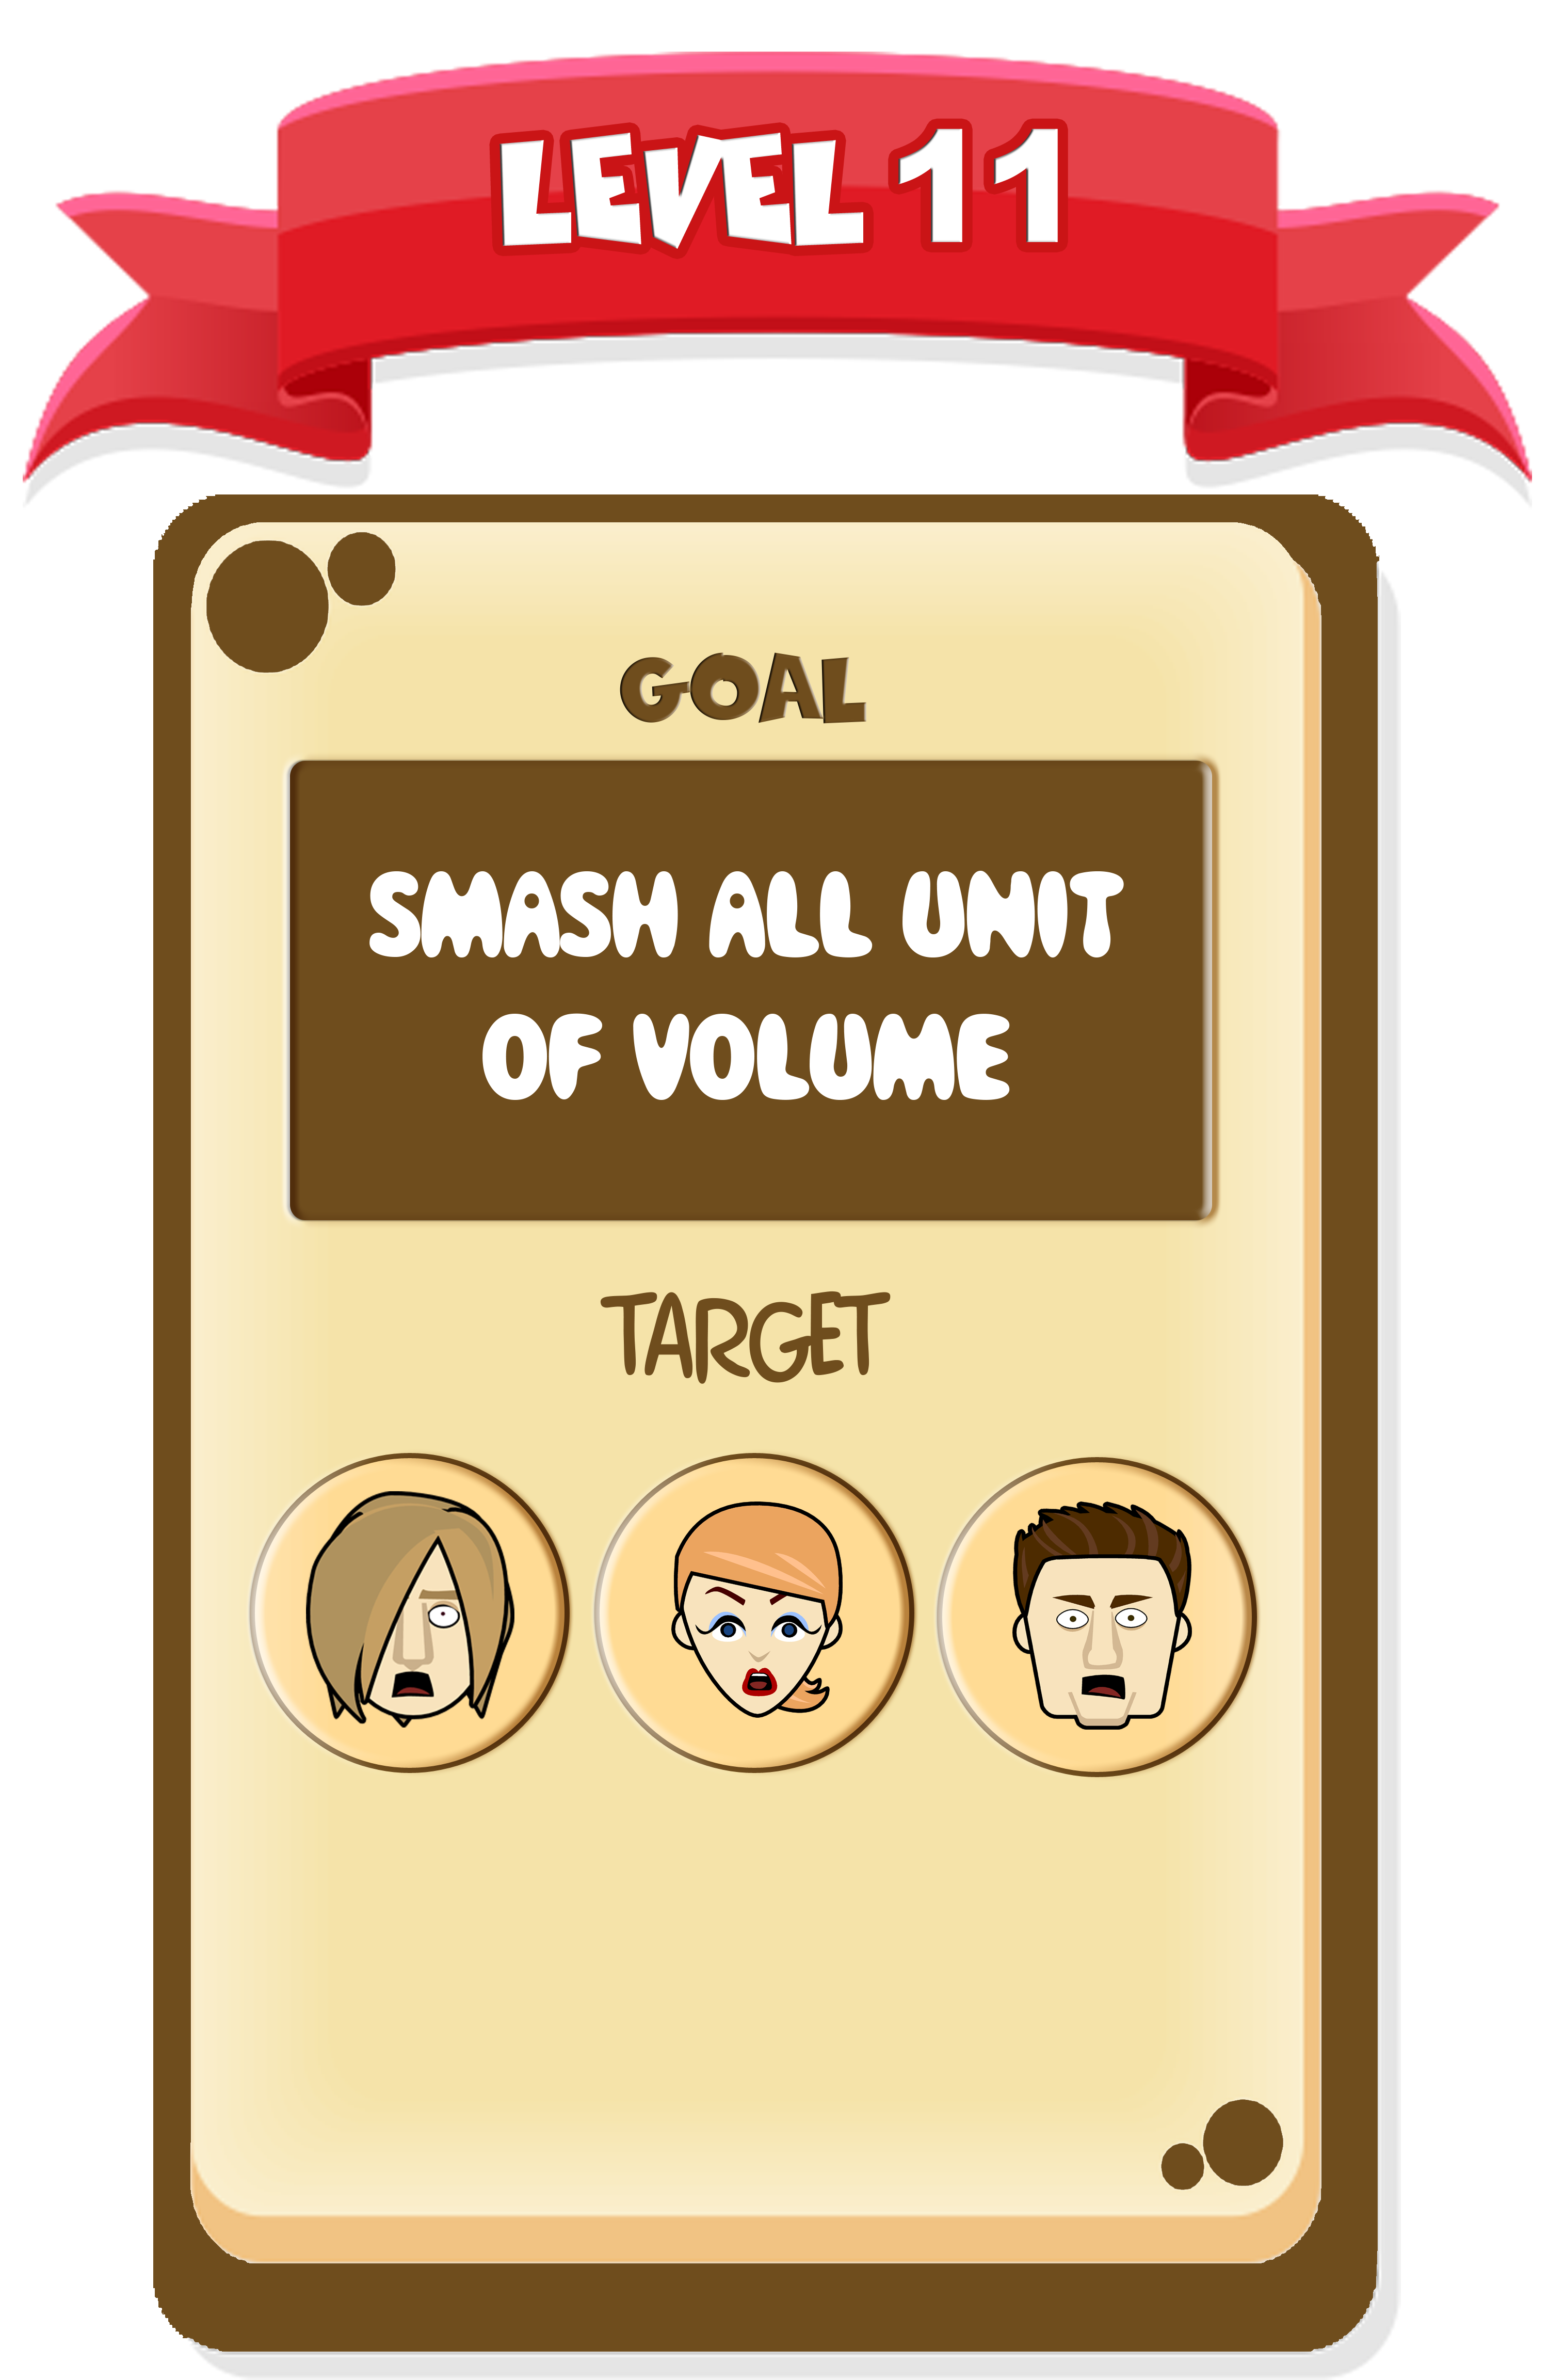 LEVEL 11
GOAL
SMASH ALL UNIT
OF VOLUME
TARGET